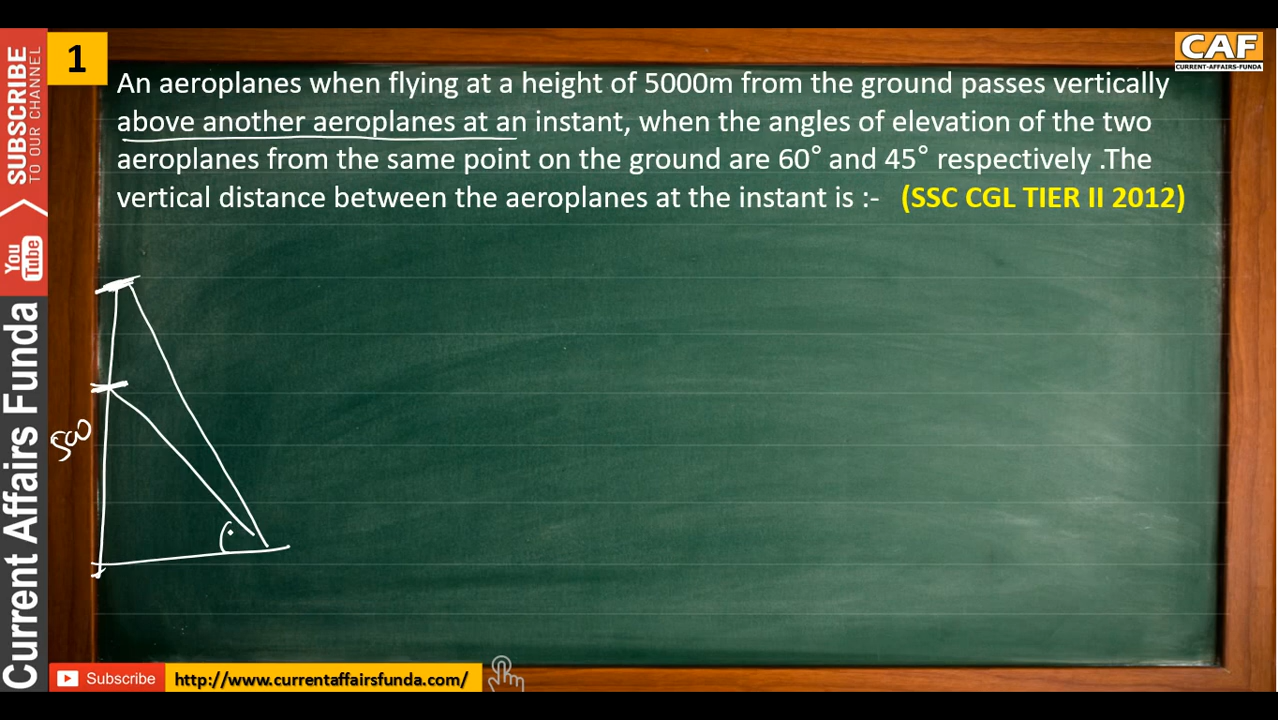 SUBSCRIBE
TO OUR CHANNEL
You
Tube
Current Affairs Funda
1
CAF
CURRENT-AFFAIRS-FUNDA
An aeroplanes when flying at a height of 5000m from the ground passes vertically
above another aeroplanes at an instant, when the angles of elevation of the two
aeroplanes from the same point on the ground are 60° and 45° respectively .The
vertical distance between the aeroplanes at the instant is :- (SSC CGL TIER II 2012)
Subscribe
http://www.currentaffairsfunda.com/